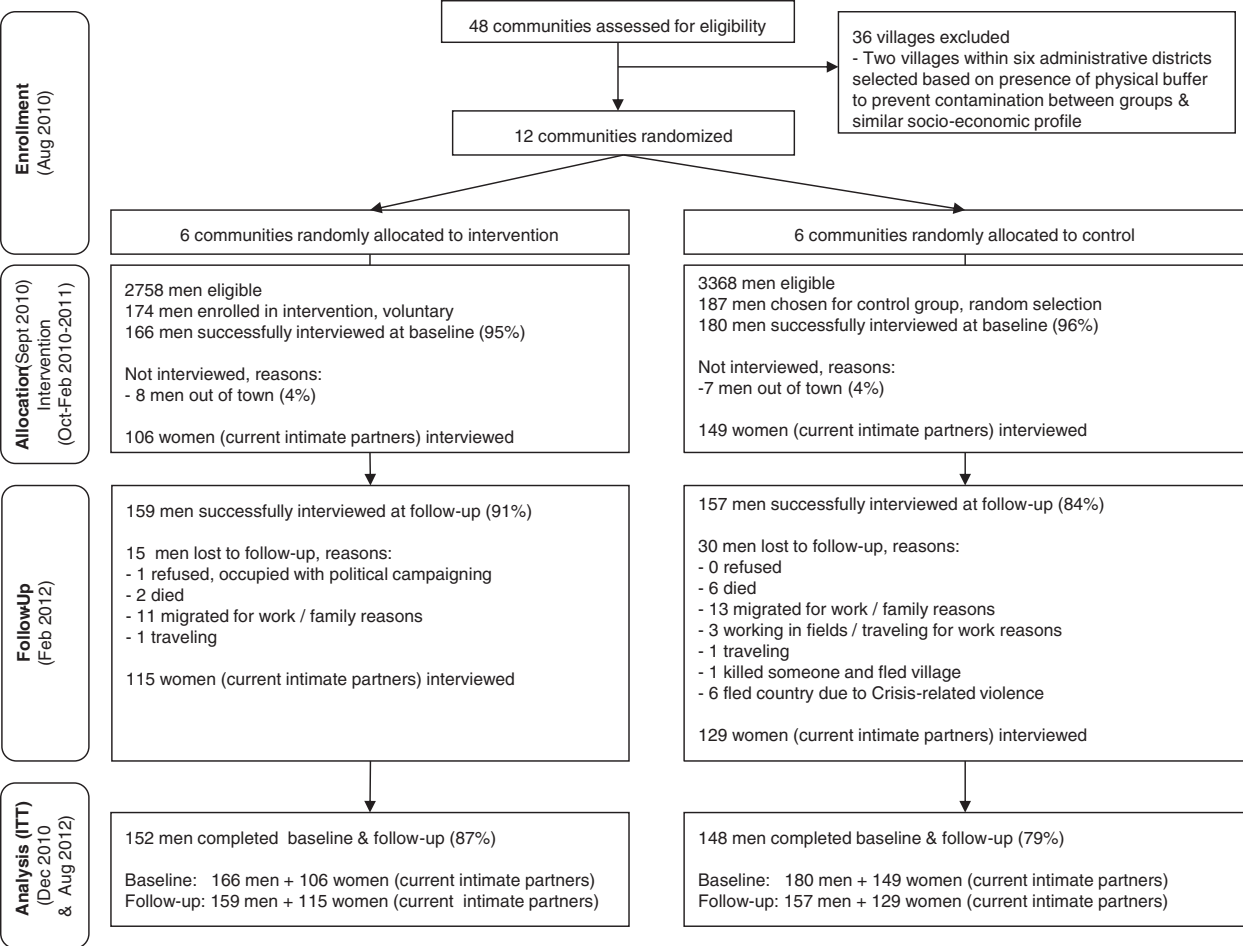 48 communities assessed for eligibility
36 villages excluded
- Two villages within six administrative districts
selected based on presence of physical buffer
to prevent contamination between groups &
similar socio-economic profile
12 communities randomized
Enrollment
(Aug 2010)
6 communities randomly allocated to intervention
6 communities randomly allocated to control
Allocation(Sept 2010)
Intervention
(Oct-Feb 2010-2011)
2758 men eligible
174 men enrolled in intervention, voluntary
166 men successfully interviewed at baseline (95%)
Not interviewed, reasons:
- 8 men out of town (4%)
106 women (current intimate partners) interviewed
3368 men eligible
187 men chosen for control group, random selection
180 men successfully interviewed at baseline (96%)
Not interviewed, reasons:
-7 men out of town (4%)
149 women (current intimate partners) interviewed
Follow-Up
(Feb 2012)
159 men successfully interviewed at follow-up (91%)
15 men lost to follow-up, reasons:
- 1 refused, occupied with political campaigning
- 2 died
- 11 migrated for work / family reasons
- 1 traveling
115 women (current intimate partners) interviewed
157 men successfully interviewed at follow-up (84%)
30 men lost to follow-up, reasons:
- 0 refused
- 6 died
- 13 migrated for work / family reasons
- 3 working in fields / traveling for work reasons
- 1 traveling
- 1 killed someone and fled village
- 6 fled country due to Crisis-related violence
129 women (current intimate partners) interviewed
Analysis (ITT)
(Dec 2010
& Aug 2012)
152 men completed baseline & follow-up (87%)
Baseline: 166 men + 106 women (current intimate partners)
Follow-up: 159 men + 115 women (current intimate partners)
148 men completed baseline & follow-up (79%)
Baseline: 180 men + 149 women (current intimate partners)
Follow-up: 157 men + 129 women (current intimate partners)